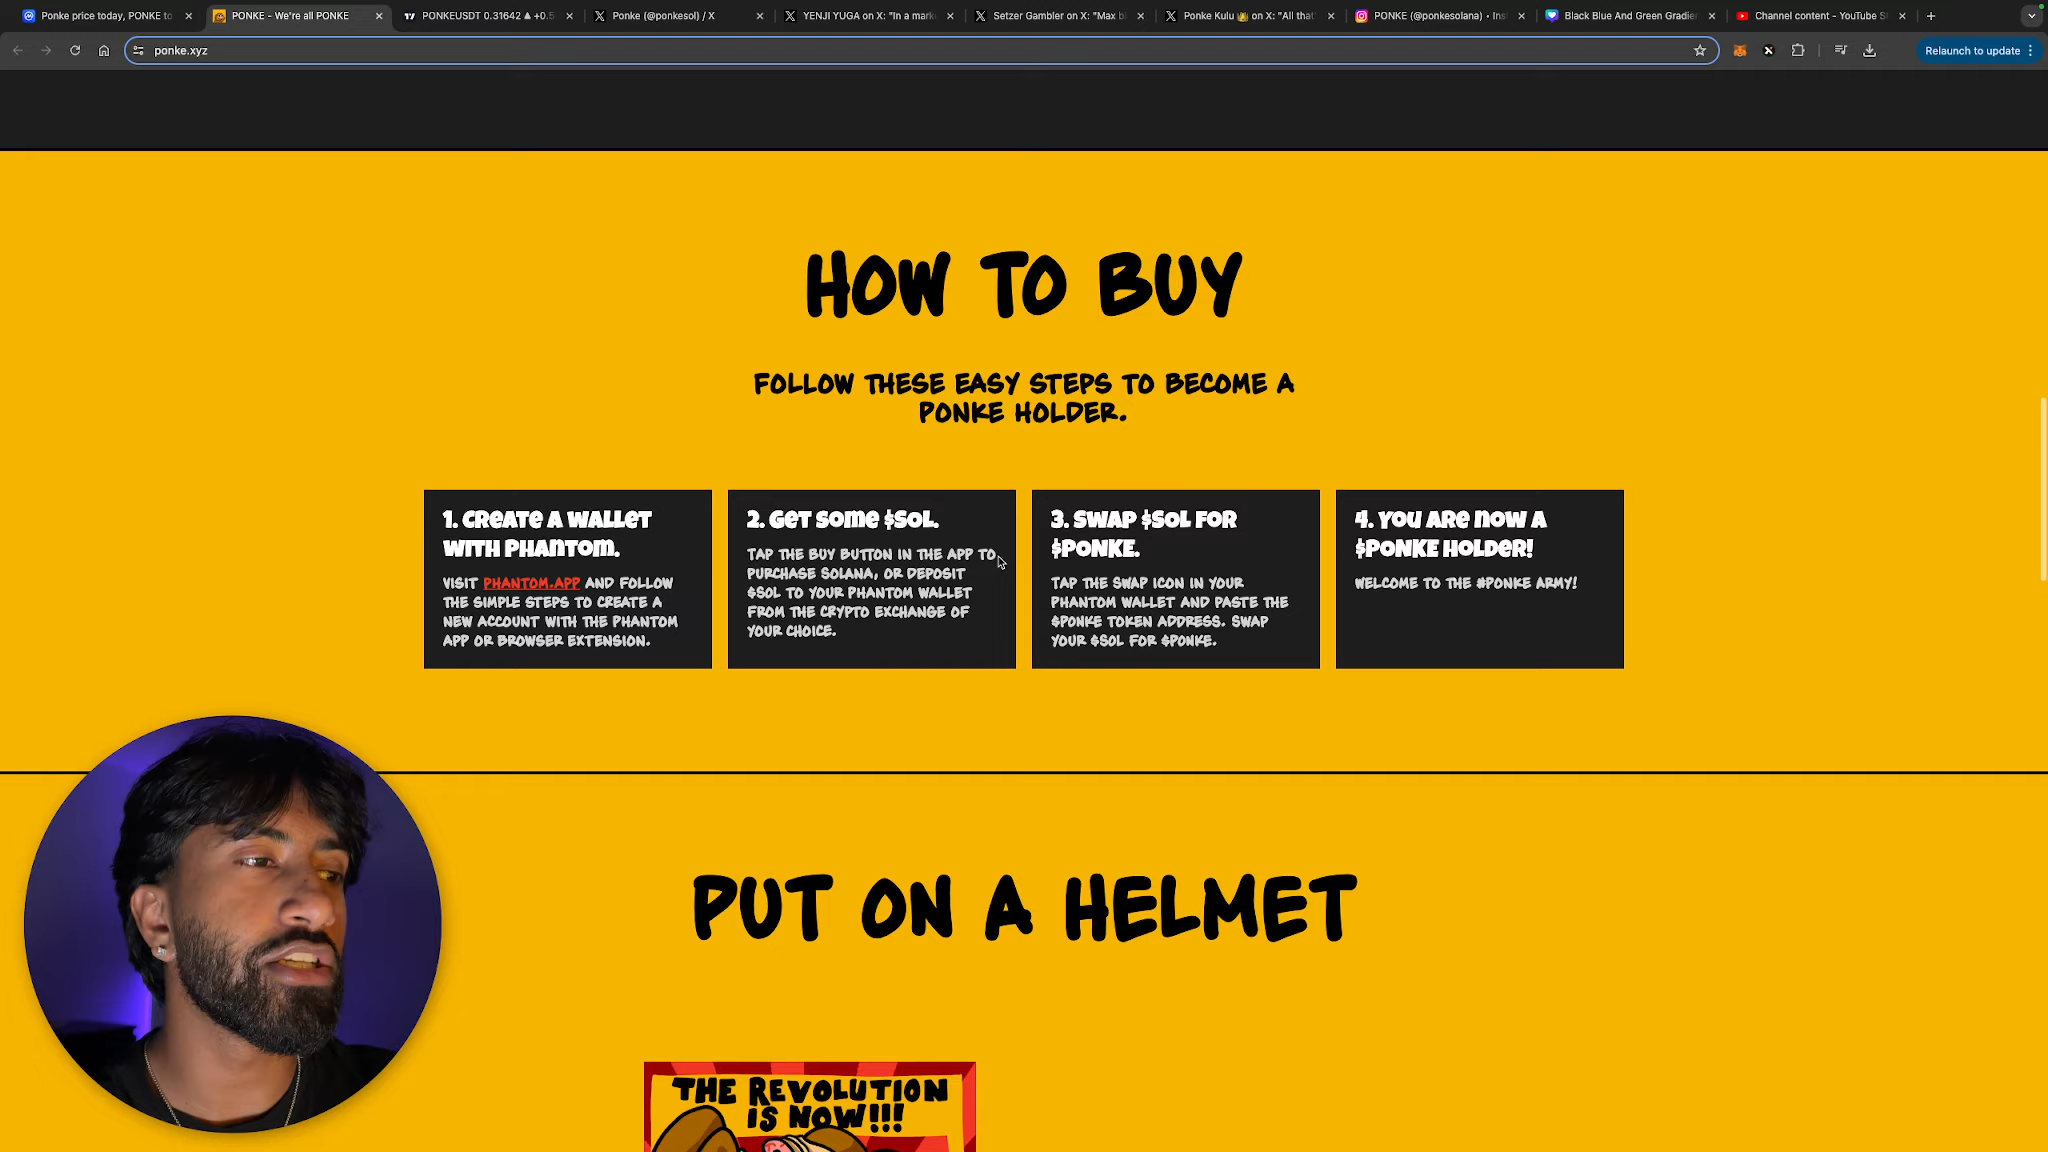 Ponke price today, PONKE to
PONKE - We're all PONKE
PONKEUSDT 0.31642 ▲ +0.5
Ponke (@ponkesol) / X
YENJI YUGA on X: "In a mark
Setzer Gambler on X: "Max b
Ponke Kulu 👑 on X: "All that'
PONKE (@ponkesolana) • Ins
Black Blue And Green Gradien
Channel content - YouTube S
ponke.xyz
Relaunch to update
HOW TO BUY
FOLLOW THESE EASY STEPS TO BECOME A
PONKE HOLDER.
1. Create a wallet
with Phantom.
VISIT PHANTOM.APP AND FOLLOW
THE SIMPLE STEPS TO CREATE A
NEW ACCOUNT WITH THE PHANTOM
APP OR BROWSER EXTENSION.
2. Get some $SOL.
TAP THE BUY BUTTON IN THE APP TO
PURCHASE SOLANA, OR DEPOSIT
$SOL TO YOUR PHANTOM WALLET
FROM THE CRYPTO EXCHANGE OF
YOUR CHOICE.
3. Swap $SOL for
$PONKE.
TAP THE SWAP ICON IN YOUR
PHANTOM WALLET AND PASTE THE
$PONKE TOKEN ADDRESS. SWAP
YOUR $SOL FOR $PONKE.
4. You are now a
$PONKE holder!
WELCOME TO THE #PONKE ARMY!
PUT ON A HELMET
THE REVOLUTION
IS NOW!!!